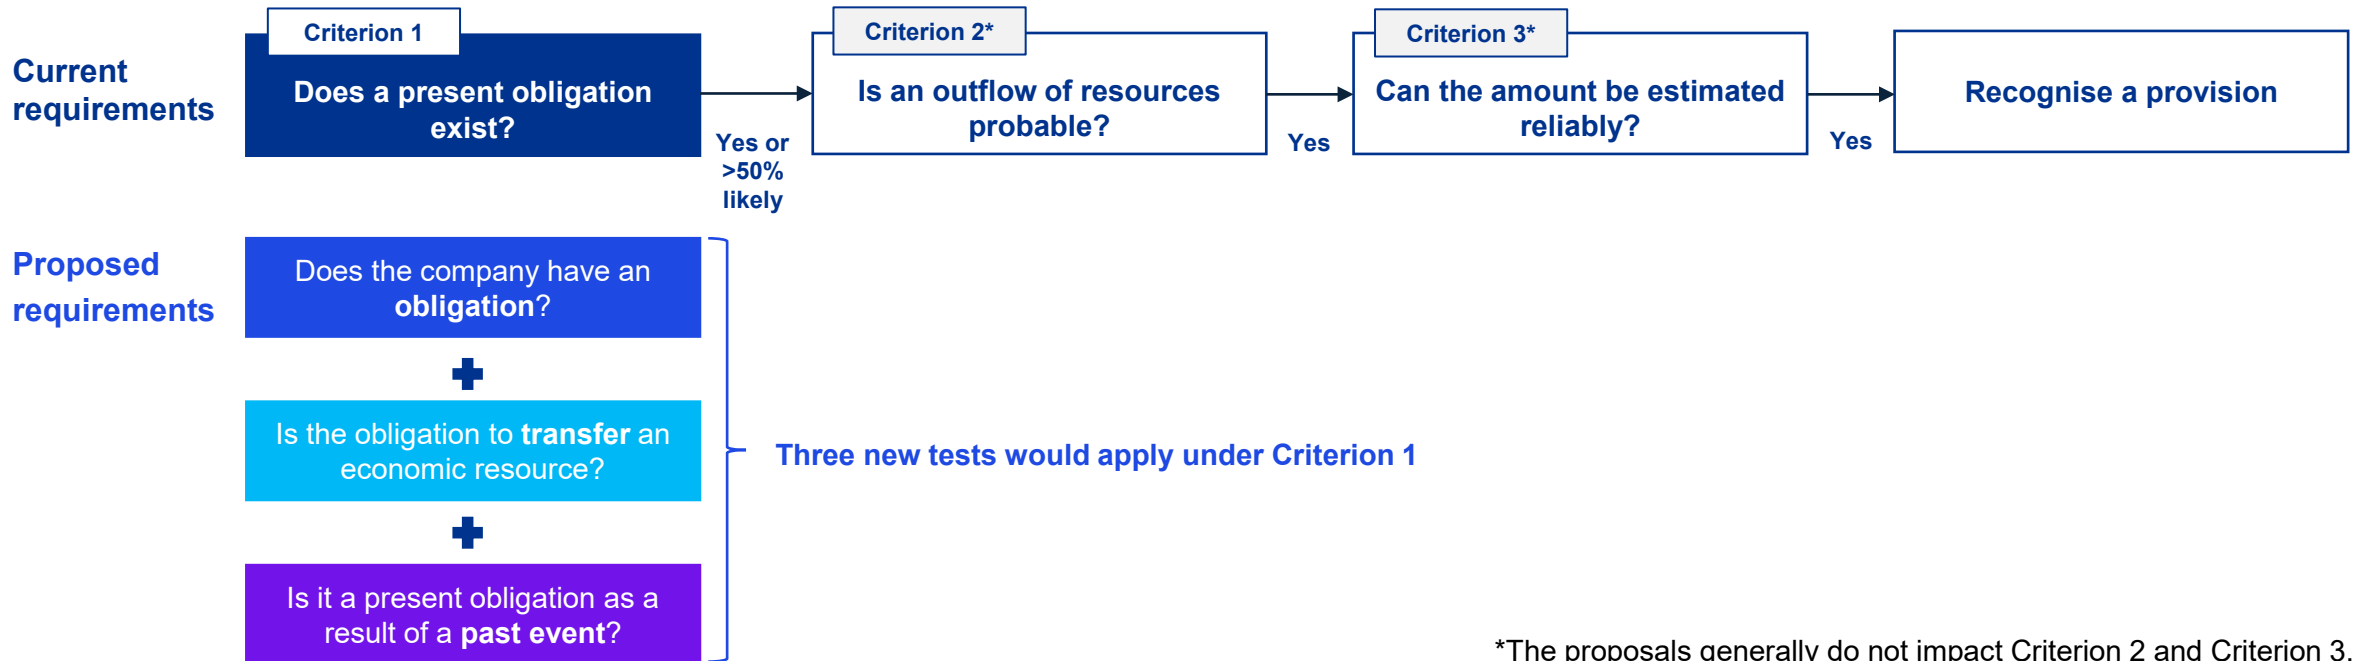 Current
requirements
Criterion 1
Does a present obligation
exist?
Yes or
>50%
likely
Criterion 2*
Is an outflow of resources
probable?
Yes
Criterion 3*
Can the amount be estimated
reliably?
Yes
Recognise a provision
Proposed
requirements
Does the company have an
obligation?
Is the obligation to transfer an
economic resource?
Is it a present obligation as a
result of a past event?
Three new tests would apply under Criterion 1
*The proposals generally do not impact Criterion 2 and Criterion 3.